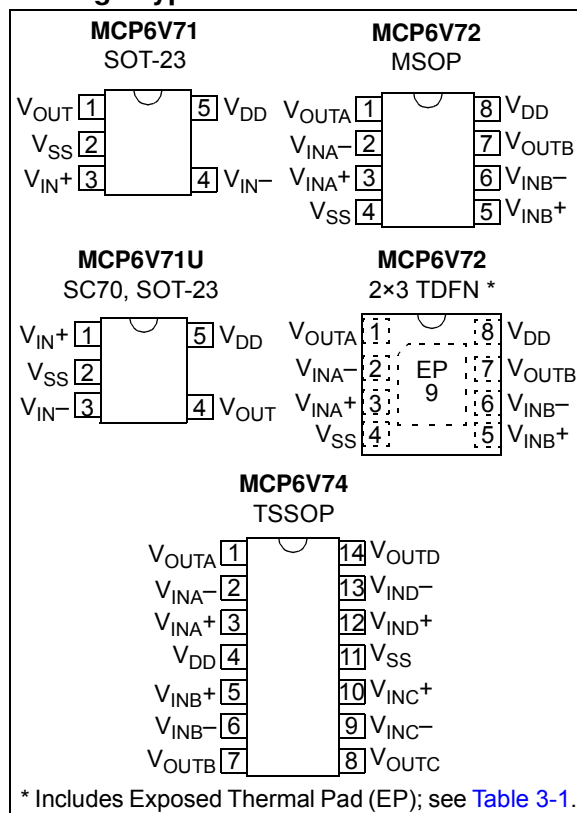 MCP6V71
SOT-23
VOUT 1
5 VDD
VSS 2
VIN+ 3
4 VIN–
MCP6V72
MSOP
VOUTA 1
8 VDD
VINA– 2
7 VOUTB
VINA+ 3
6 VINB–
VSS 4
5 VINB+
MCP6V71U
SC70, SOT-23
VIN+ 1
5 VDD
VSS 2
VIN– 3
4 VOUT
MCP6V72
2×3 TDFN *
VOUTA 1
8 VDD
VINA– 2
EP
9
7 VOUTB
VINA+ 3
6 VINB–
VSS 4
5 VINB+
MCP6V74
TSSOP
VOUTA 1
14 VOUTD
VINA– 2
13 VIND–
VINA+ 3
12 VIND+
VDD 4
11 VSS
VINB+ 5
10 VINC+
VINB– 6
9 VINC–
VOUTB 7
8 VOUTC
* Includes Exposed Thermal Pad (EP); see Table 3-1.